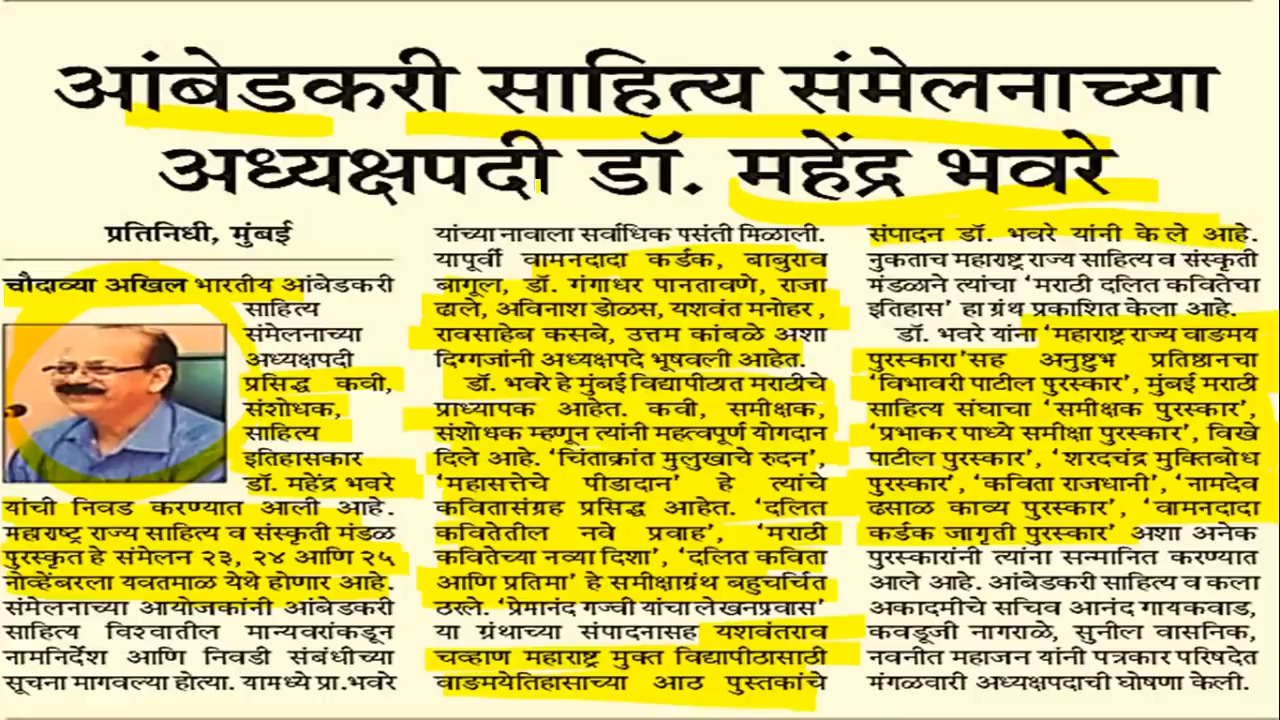 आंबेडकरी साहित्य संमेलनाच्या
अध्यक्षपदी डॉ. महेंद्र भवरे
प्रतिनिधी, मुंबई
चौदाव्या अखिल भारतीय आंबेडकरी
साहित्य
संमेलनाच्या
अध्यक्षपदी
प्रसिद्ध कवी,
संशोधक,
साहित्य
इतिहासकार
डॉ. महेंद्र भवरे
यांची निवड करण्यात आली आहे.
महाराष्ट्र राज्य साहित्य व संस्कृती मंडळ
पुरस्कृत हे संमेलन २३, २४ आणि २५
नोव्हेंबरला यवतमाळ येथे होणार आहे.
संमेलनाच्या आयोजकांनी आंबेडकरी
साहित्य विश्वातील मान्यवरांकडून
नामनिर्देश आणि निवडी संबंधीच्या
सूचना मागवल्या होत्या. यामध्ये प्रा.भवरे
यांच्या नावाला सर्वाधिक पसंती मिळाली.
यापूर्वी वामनदादा कर्डक, बाबुराव
बागूल, डॉ. गंगाधर पानतावणे, राजा
ढाले, अविनाश डोळस, यशवंत मनोहर,
रावसाहेब कसबे, उत्तम कांबळे अशा
दिग्गजांनी अध्यक्षपदे भूषवली आहेत.
डॉ. भवरे हे मुंबई विद्यापीठात मराठीचे
प्राध्यापक आहेत. कवी, समीक्षक,
संशोधक म्हणून त्यांनी महत्वपूर्ण योगदान
दिले आहे. ‘चिंताक्रांत मुलुखाचे रुदन’,
‘महासत्तेचे पीडादान’ हे त्यांचे
कवितासंग्रह प्रसिद्ध आहेत. ‘दलित
कवितेतील नवे प्रवाह’, ‘मराठी
कवितेच्या नव्या दिशा’, ‘दलित कविता
आणि प्रतिमा’ हे समीक्षाग्रंथ बहुचर्चित
ठरले. ‘प्रेमानंद गज्वी यांचा लेखनप्रवास’
या ग्रंथाच्या संपादनासह यशवंतराव
चव्हाण महाराष्ट्र मुक्त विद्यापीठासाठी
वाङमयेतिहासाच्या आठ पुस्तकांचे
संपादन डॉ. भवरे यांनी केले आहे.
नुकताच महाराष्ट्र राज्य साहित्य व संस्कृती
मंडळाने त्यांचा ‘मराठी दलित कवितेचा
इतिहास’ हा ग्रंथ प्रकाशित केला आहे.
डॉ. भवरे यांना ‘महाराष्ट्र राज्य वाङमय
पुरस्कारा’सह अनुष्टुभ प्रतिष्ठानचा
‘विभावरी पाटील पुरस्कार’, मुंबई मराठी
साहित्य संघाचा ‘समीक्षक पुरस्कार’,
‘प्रभाकर पाध्ये समीक्षा पुरस्कार’, विखे
पाटील पुरस्कार’, ‘शरदचंद्र मुक्तिबोध
पुरस्कार’, ‘कविता राजधानी’, ‘नामदेव
ढसाळ काव्य पुरस्कार’, ‘वामनदादा
कर्डक जागृती पुरस्कार’ अशा अनेक
पुरस्कारांनी त्यांना सन्मानित करण्यात
आले आहे. आंबेडकरी साहित्य व कला
अकादमीचे सचिव आनंद गायकवाड,
कवडूजी नागराळे, सुनील वासनिक,
नवनीत महाजन यांनी पत्रकार परिषदेत
मंगळवारी अध्यक्षपदाची घोषणा केली.